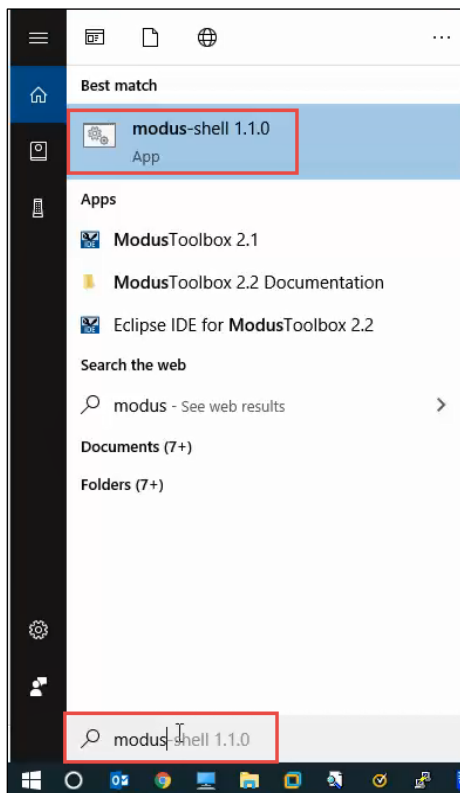 Best match
modus-shell 1.1.0
App
Apps
ModusToolbox 2.1
ModusToolbox 2.2 Documentation
Eclipse IDE for ModusToolbox 2.2
Search the web
modus - See web results
Documents (7+)
Folders (7+)
modus-shell 1.1.0